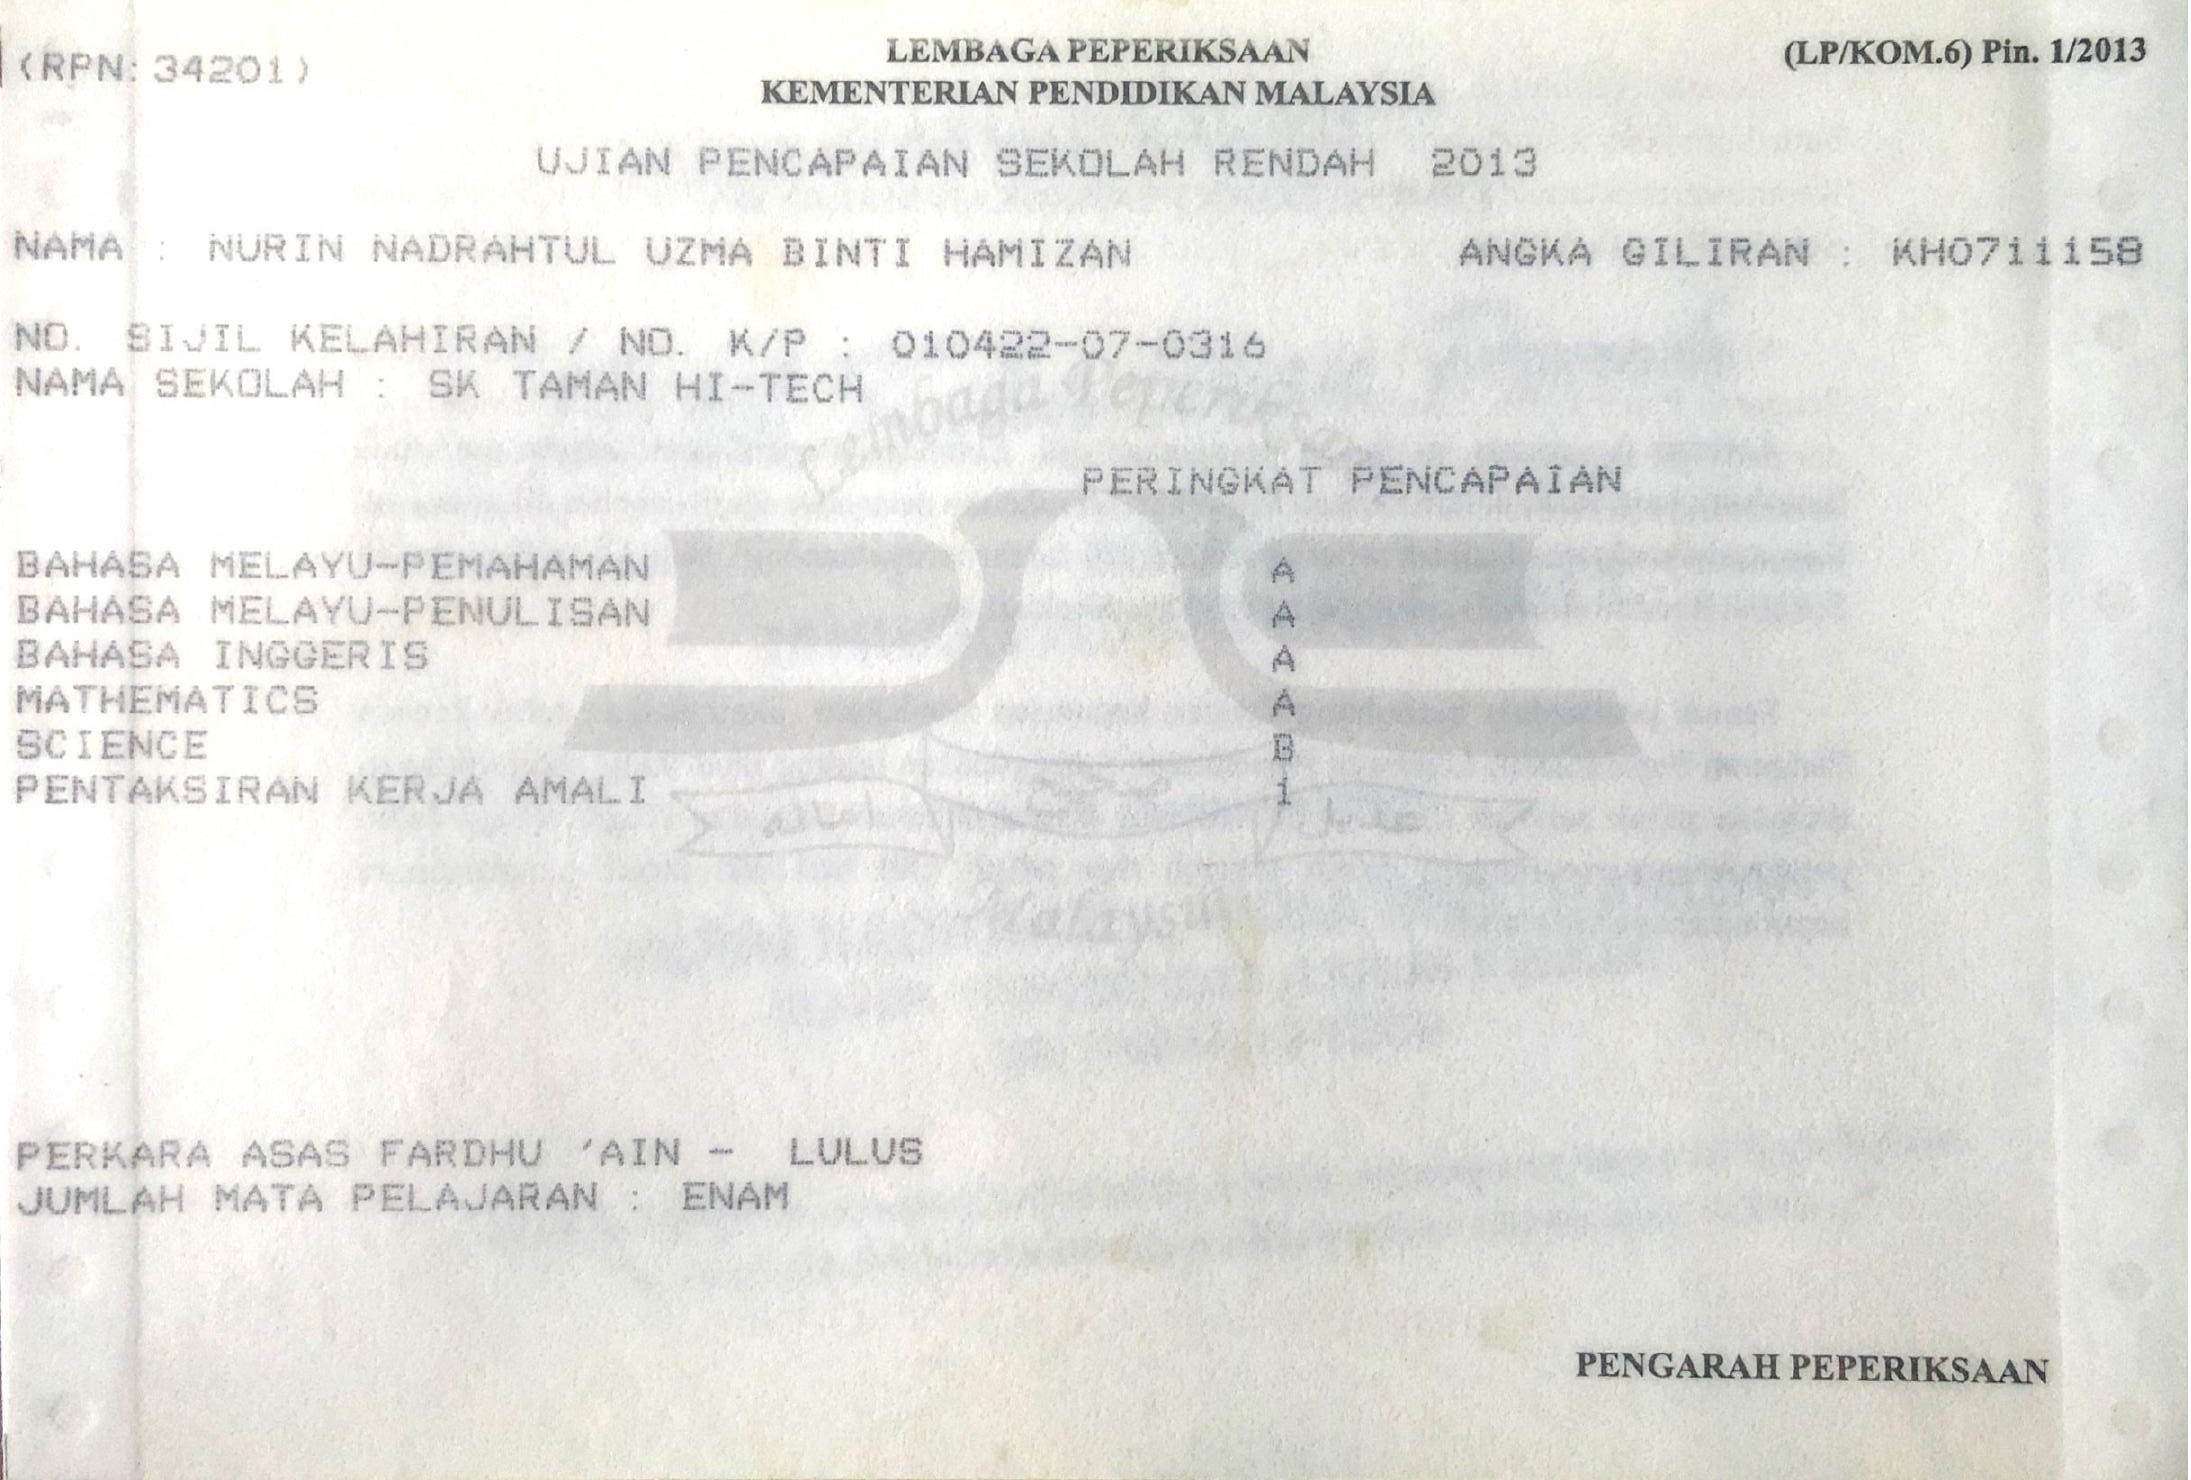 (RPN: 34201)
LEMBAGA PEPERIKSAAN
(LP/KOM.6) Pin. 1/2013
KEMENTERIAN PENDIDIKAN MALAYSIA
UJIAN PENCAPAIAN SEKOLAH RENDAH 2013
NAMA : NURIN NADRAHTUL UZMA BINTI HAMIZAN ANGKA GILIRAN : KH0711158
NO. SIJIL KELAHIRAN / NO. K/P : 010422-07-0316
NAMA SEKOLAH : SK TAMAN HI-TECH
Lembaga Peperiksaan
PERINGKAT PENCAPAIAN
BAHASA MELAYU-PEMAHAMAN A
BAHASA MELAYU-PENULISAN A
BAHASA INGGERIS A
MATHEMATICS A
SCIENCE B
PENTAKSIRAN KERJA AMALI 1
Malaysia
PERKARA ASAS FARDHU 'AIN - LULUS
JUMLAH MATA PELAJARAN : ENAM
PENGARAH PEPERIKSAAN